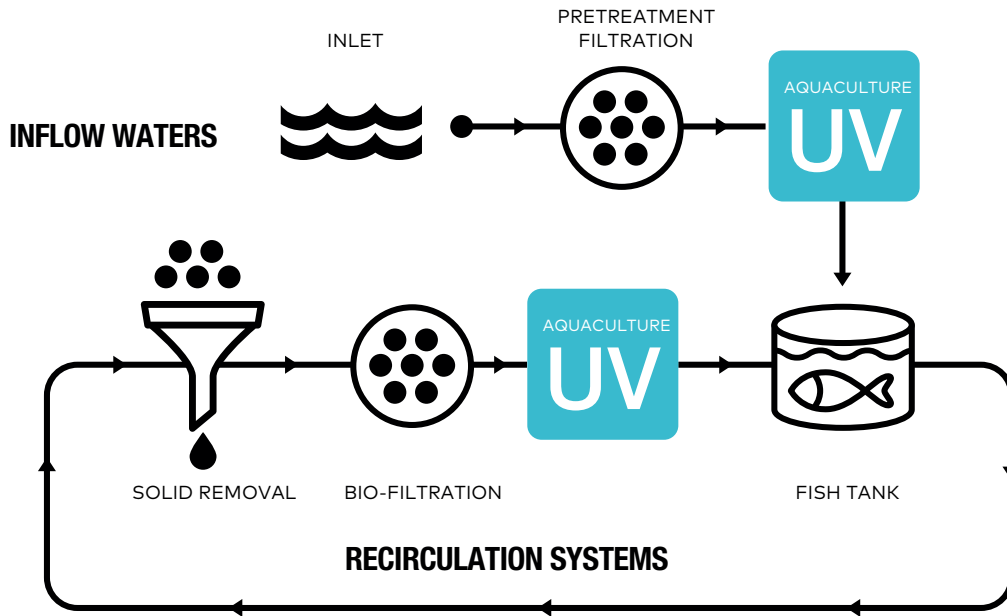 INLET
PRETREATMENT
FILTRATION
INFLOW WATERS
AQUACULTURE
UV
AQUACULTURE
UV
SOLID REMOVAL
BIO-FILTRATION
FISH TANK
RECIRCULATION SYSTEMS